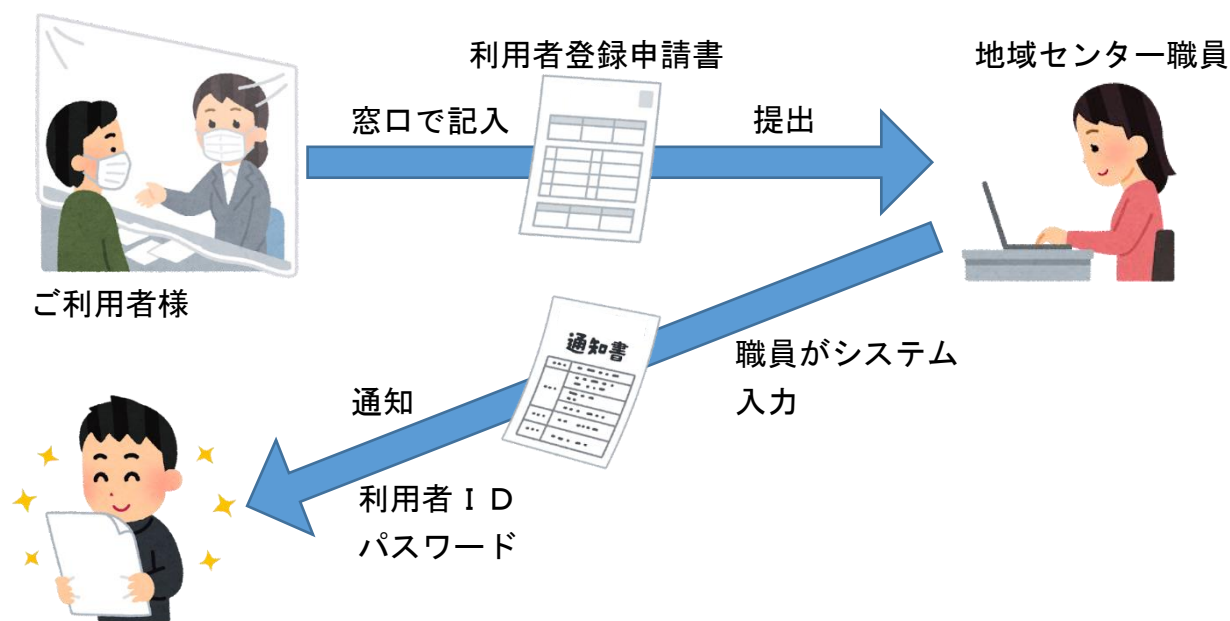 利用者登録申請書
地域センター職員
窓口で記入
提出
ご利用者様
通知書
職員がシステム
入力
通知
利用者ＩＤ
パスワード